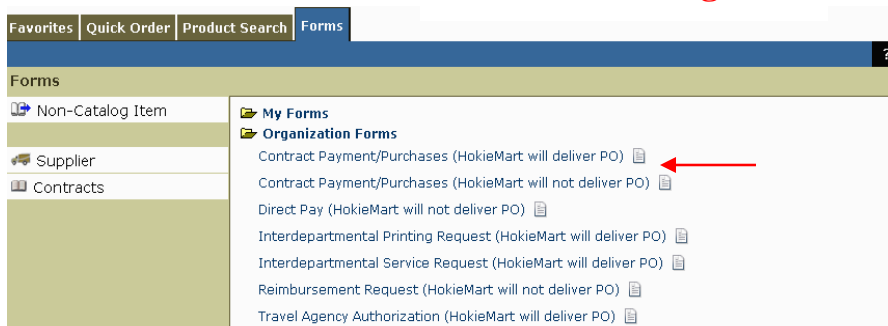 Favorites Quick Order Product Search Forms
?
Forms
Non-Catalog Item
Supplier
Contracts
My Forms
Organization Forms
Contract Payment/Purchases (HokieMart will deliver PO)
Contract Payment/Purchases (HokieMart will not deliver PO)
Direct Pay (HokieMart will not deliver PO)
Interdepartmental Printing Request (HokieMart will deliver PO)
Interdepartmental Service Request (HokieMart will deliver PO)
Reimbursement Request (HokieMart will not deliver PO)
Travel Agency Authorization (HokieMart will deliver PO)